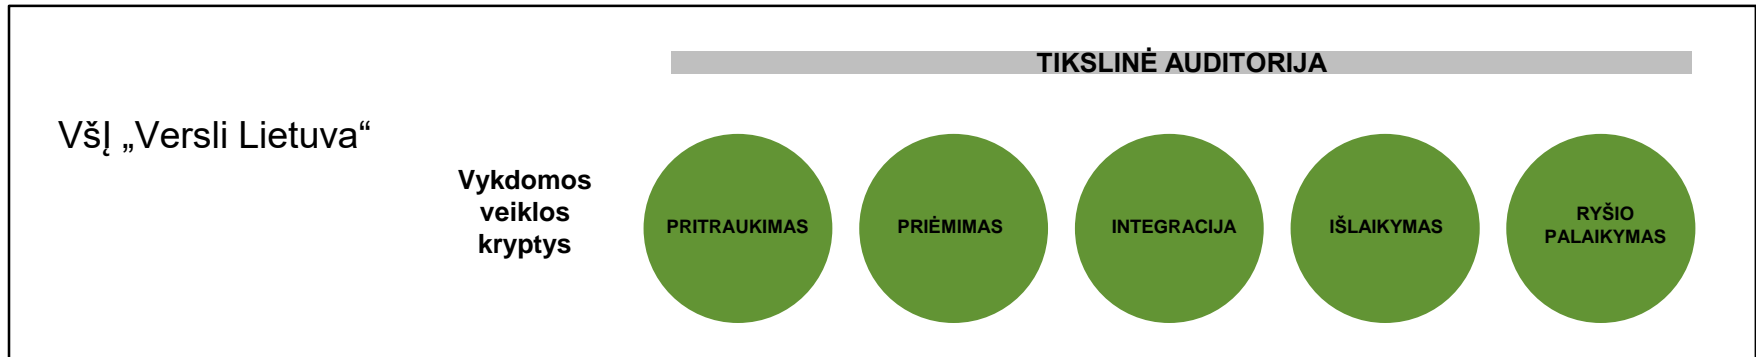 TIKSLINĖ AUDITORIJA
VšĮ „Versli Lietuva“
Vykdomos
veiklos
kryptys
PRITRAUKIMAS
PRIĖMIMAS
INTEGRACIJA
IŠLAIKYMAS
RYŠIO
PALAIKYMAS